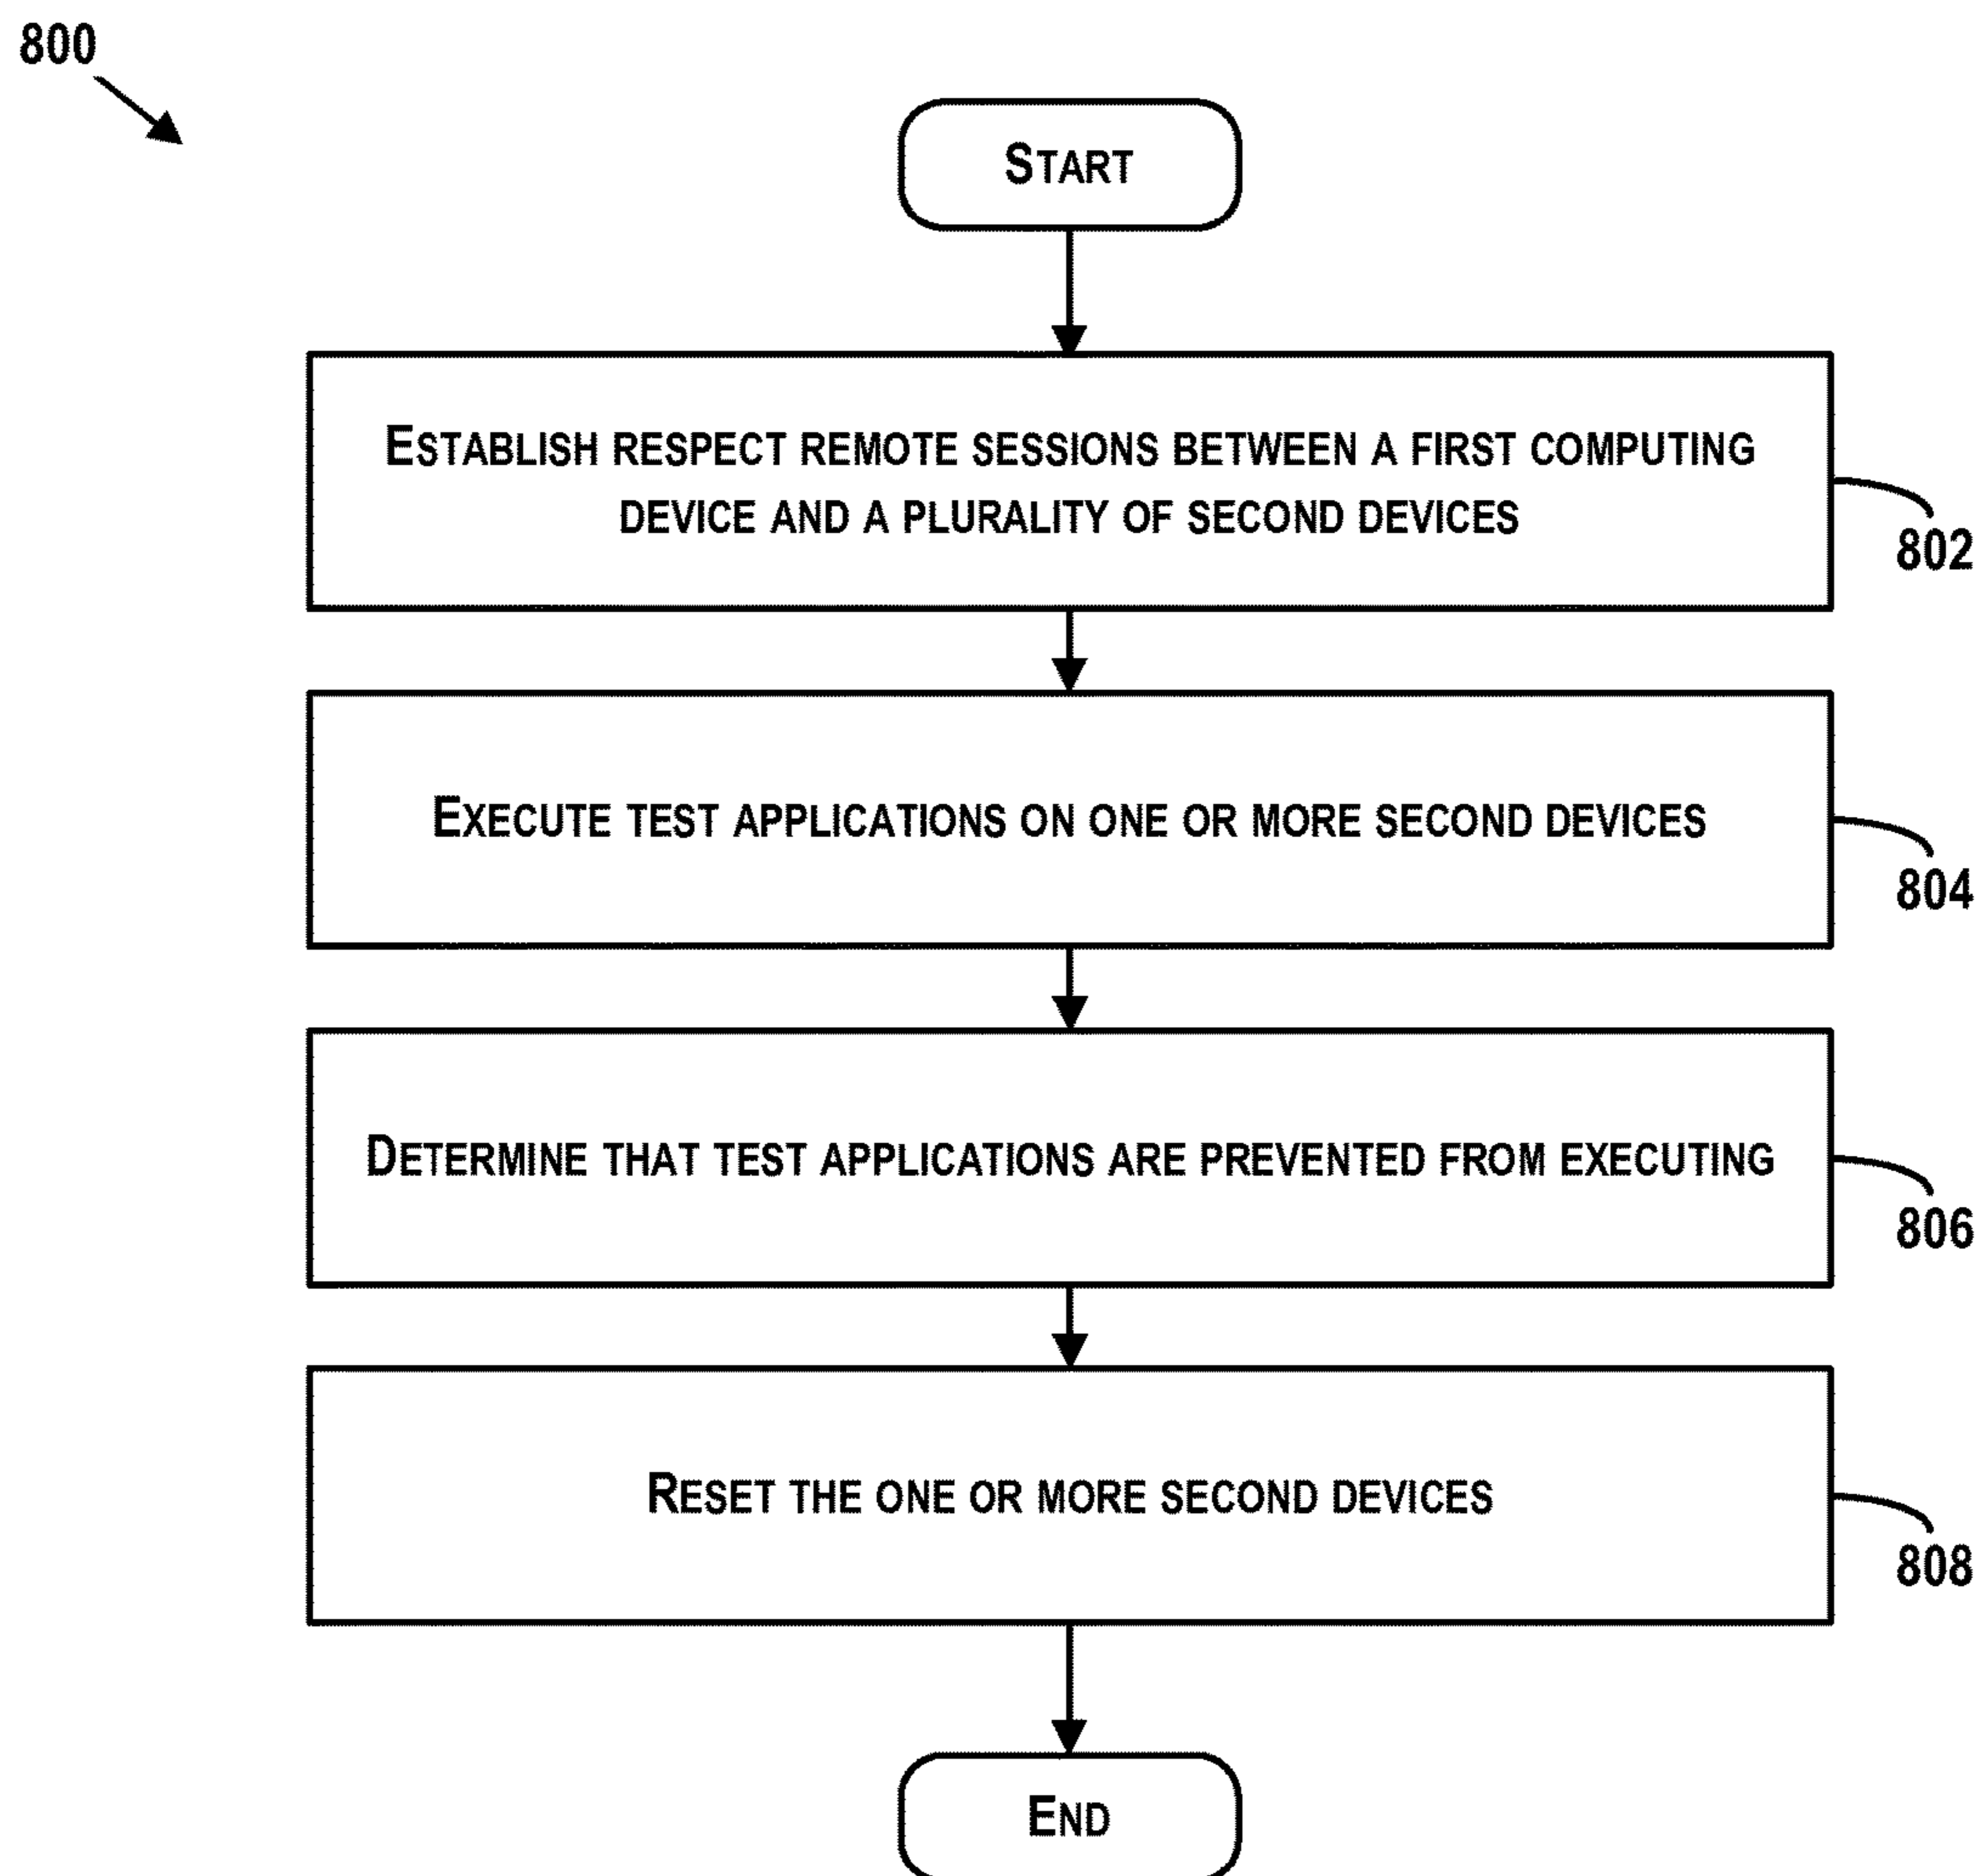 800
START
ESTABLISH RESPECT REMOTE SESSIONS BETWEEN A FIRST COMPUTING
DEVICE AND A PLURALITY OF SECOND DEVICES
802
EXECUTE TEST APPLICATIONS ON ONE OR MORE SECOND DEVICES
804
DETERMINE THAT TEST APPLICATIONS ARE PREVENTED FROM EXECUTING
806
RESET THE ONE OR MORE SECOND DEVICES
808
END